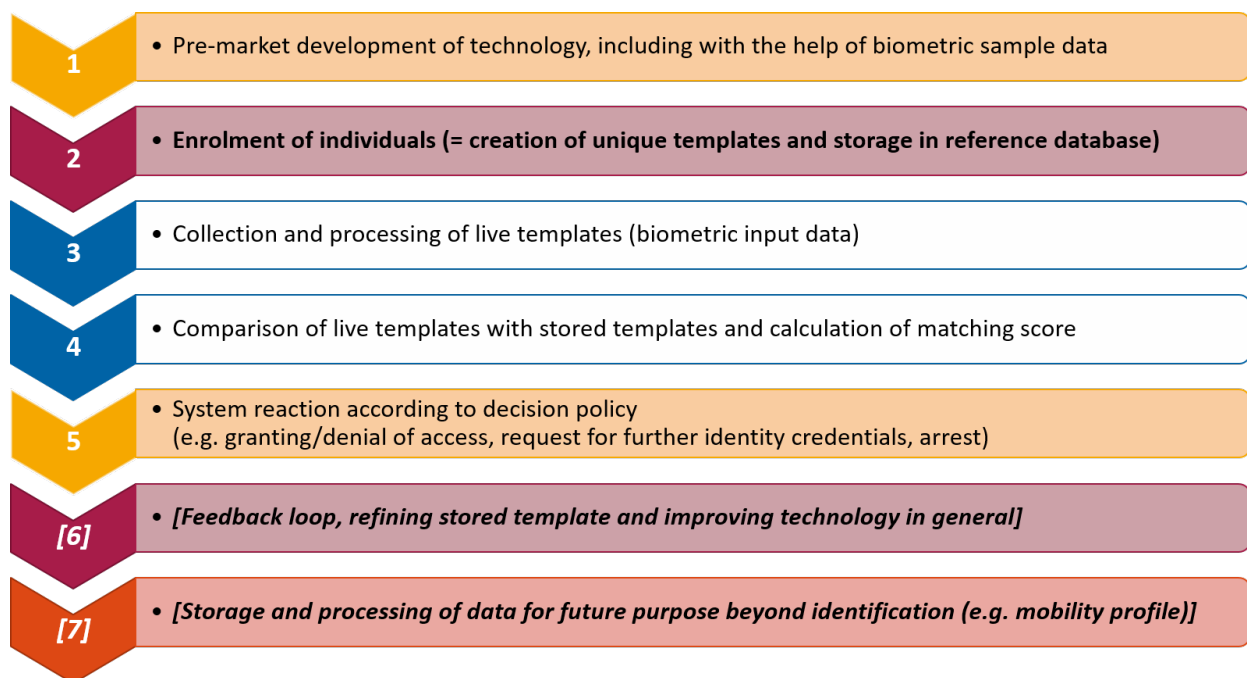 1
• Pre-market development of technology, including with the help of biometric sample data
2
• Enrolment of individuals (= creation of unique templates and storage in reference database)
3
• Collection and processing of live templates (biometric input data)
4
• Comparison of live templates with stored templates and calculation of matching score
5
• System reaction according to decision policy
(e.g. granting/denial of access, request for further identity credentials, arrest)
[6]
• [Feedback loop, refining stored template and improving technology in general]
[7]
• [Storage and processing of data for future purpose beyond identification (e.g. mobility profile)]